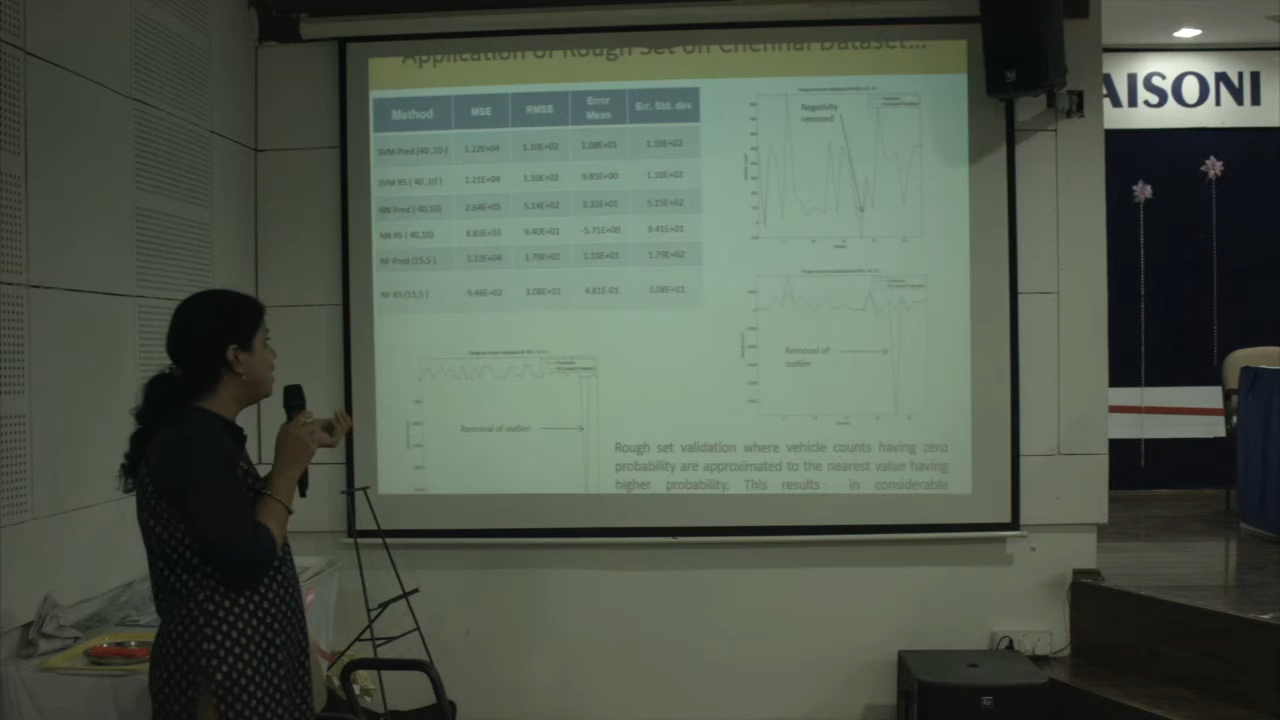 Application of Rough Set on Chennai Dataset...
AISONI
Method MSE RMSE Error Mean Err. Std. dev
SVM Pred (40 ,10 ) 1.22E+04 1.10E+02 1.08E+01 1.10E+02
SVM RS ( 40 ,10 ) 1.21E+04 1.10E+02 9.85E+00 1.10E+02
NN Pred ( 40,10) 2.64E+05 5.14E+02 3.32E+01 5.15E+02
NN RS ( 40,10) 8.83E+03 9.40E+01 -5.71E+00 9.41E+01
NF Pred (15,5 ) 3.22E+04 1.79E+02 1.10E+01 1.79E+02
NF RS (15,5 ) 9.46E+02 3.08E+01 4.81E-01 3.08E+01
Negativity
removed
Removal of
outlier
Removal of outlier
Rough set validation where vehicle counts having zero
probability are approximated to the nearest value having
higher probability. This results in considerable